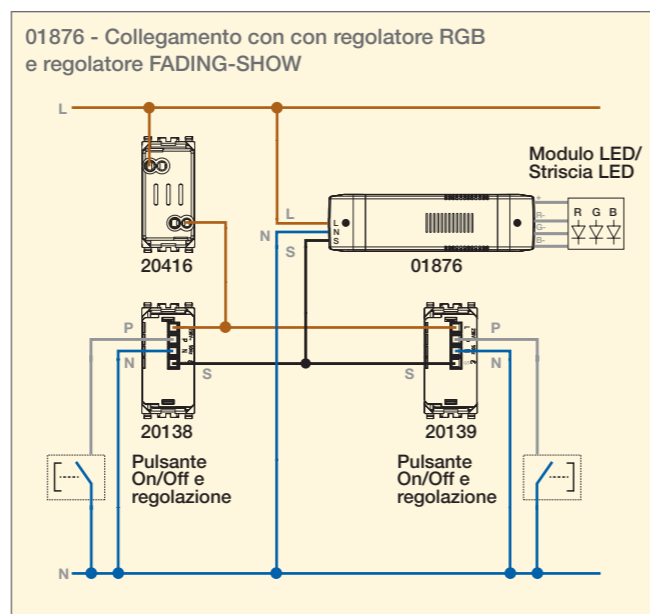 01876 - Collegamento con con regolatore RGB
e regolatore FADING-SHOW
L
Modulo LED/
Striscia LED
L
N
S
L
N
S
+
R-
G-
B-
R G B
20416
01876
P
N
S
L
P
N
S
P
N
20138
20139
Pulsante
On/Off e
regolazione
Pulsante
On/Off e
regolazione
N